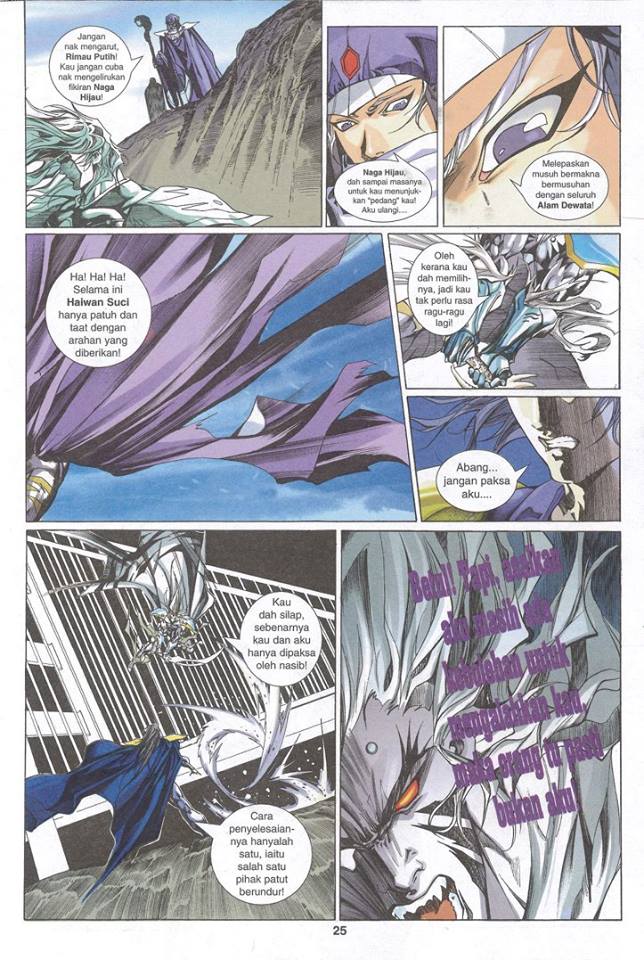 Jangan
nak mengarut,
Rimau Putih!
Kau jangan cuba
nak mengelirukan
fikiran Naga
Hijau!
Naga Hijau,
dah sampai masanya
untuk kau menunjuk-
kan "pedang" kau!
Aku ulangi....
Melepaskan
musuh bermakna
bermusuhan
dengan seluruh
Alam Dewata!
Ha! Ha! Ha!
Selama ini
Haiwan Suci
hanya patuh dan
taat dengan
arahan yang
diberikan!
Oleh
kerana kau
dah memilih-
nya, jadi kau
tak perlu rasa
ragu-ragu
lagi!
Abang...
jangan paksa
aku....
Kau
dah silap,
sebenarnya
kau dan aku
hanya dipaksa
oleh nasib!
Cara
penyelesaian-
nya hanyalah
satu, iaitu
salah satu
pihak patut
berundur!
Betul! Tapi, asalkan
aku masih ada
kebolehan untuk
mengalahkan kau,
maka orang itu pasti
bukan aku!
25